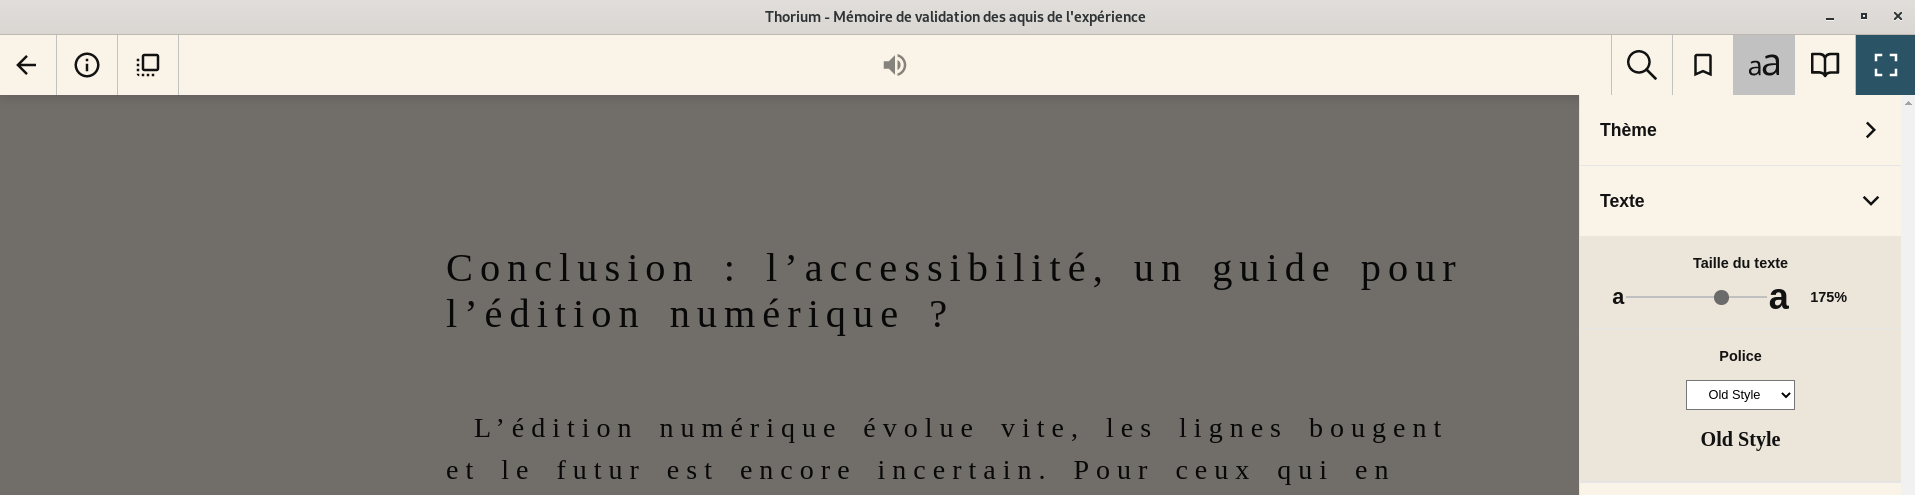 Thorium - Mémoire de validation des aquis de l'expérience
aa
Thème
Texte
Taille du texte
a a 175%
Police
Old Style
Old Style
Conclusion : l’accessibilité, un guide pour
l’édition numérique ?
L’édition numérique évolue vite, les lignes bougent
et le futur est encore incertain. Pour ceux qui en